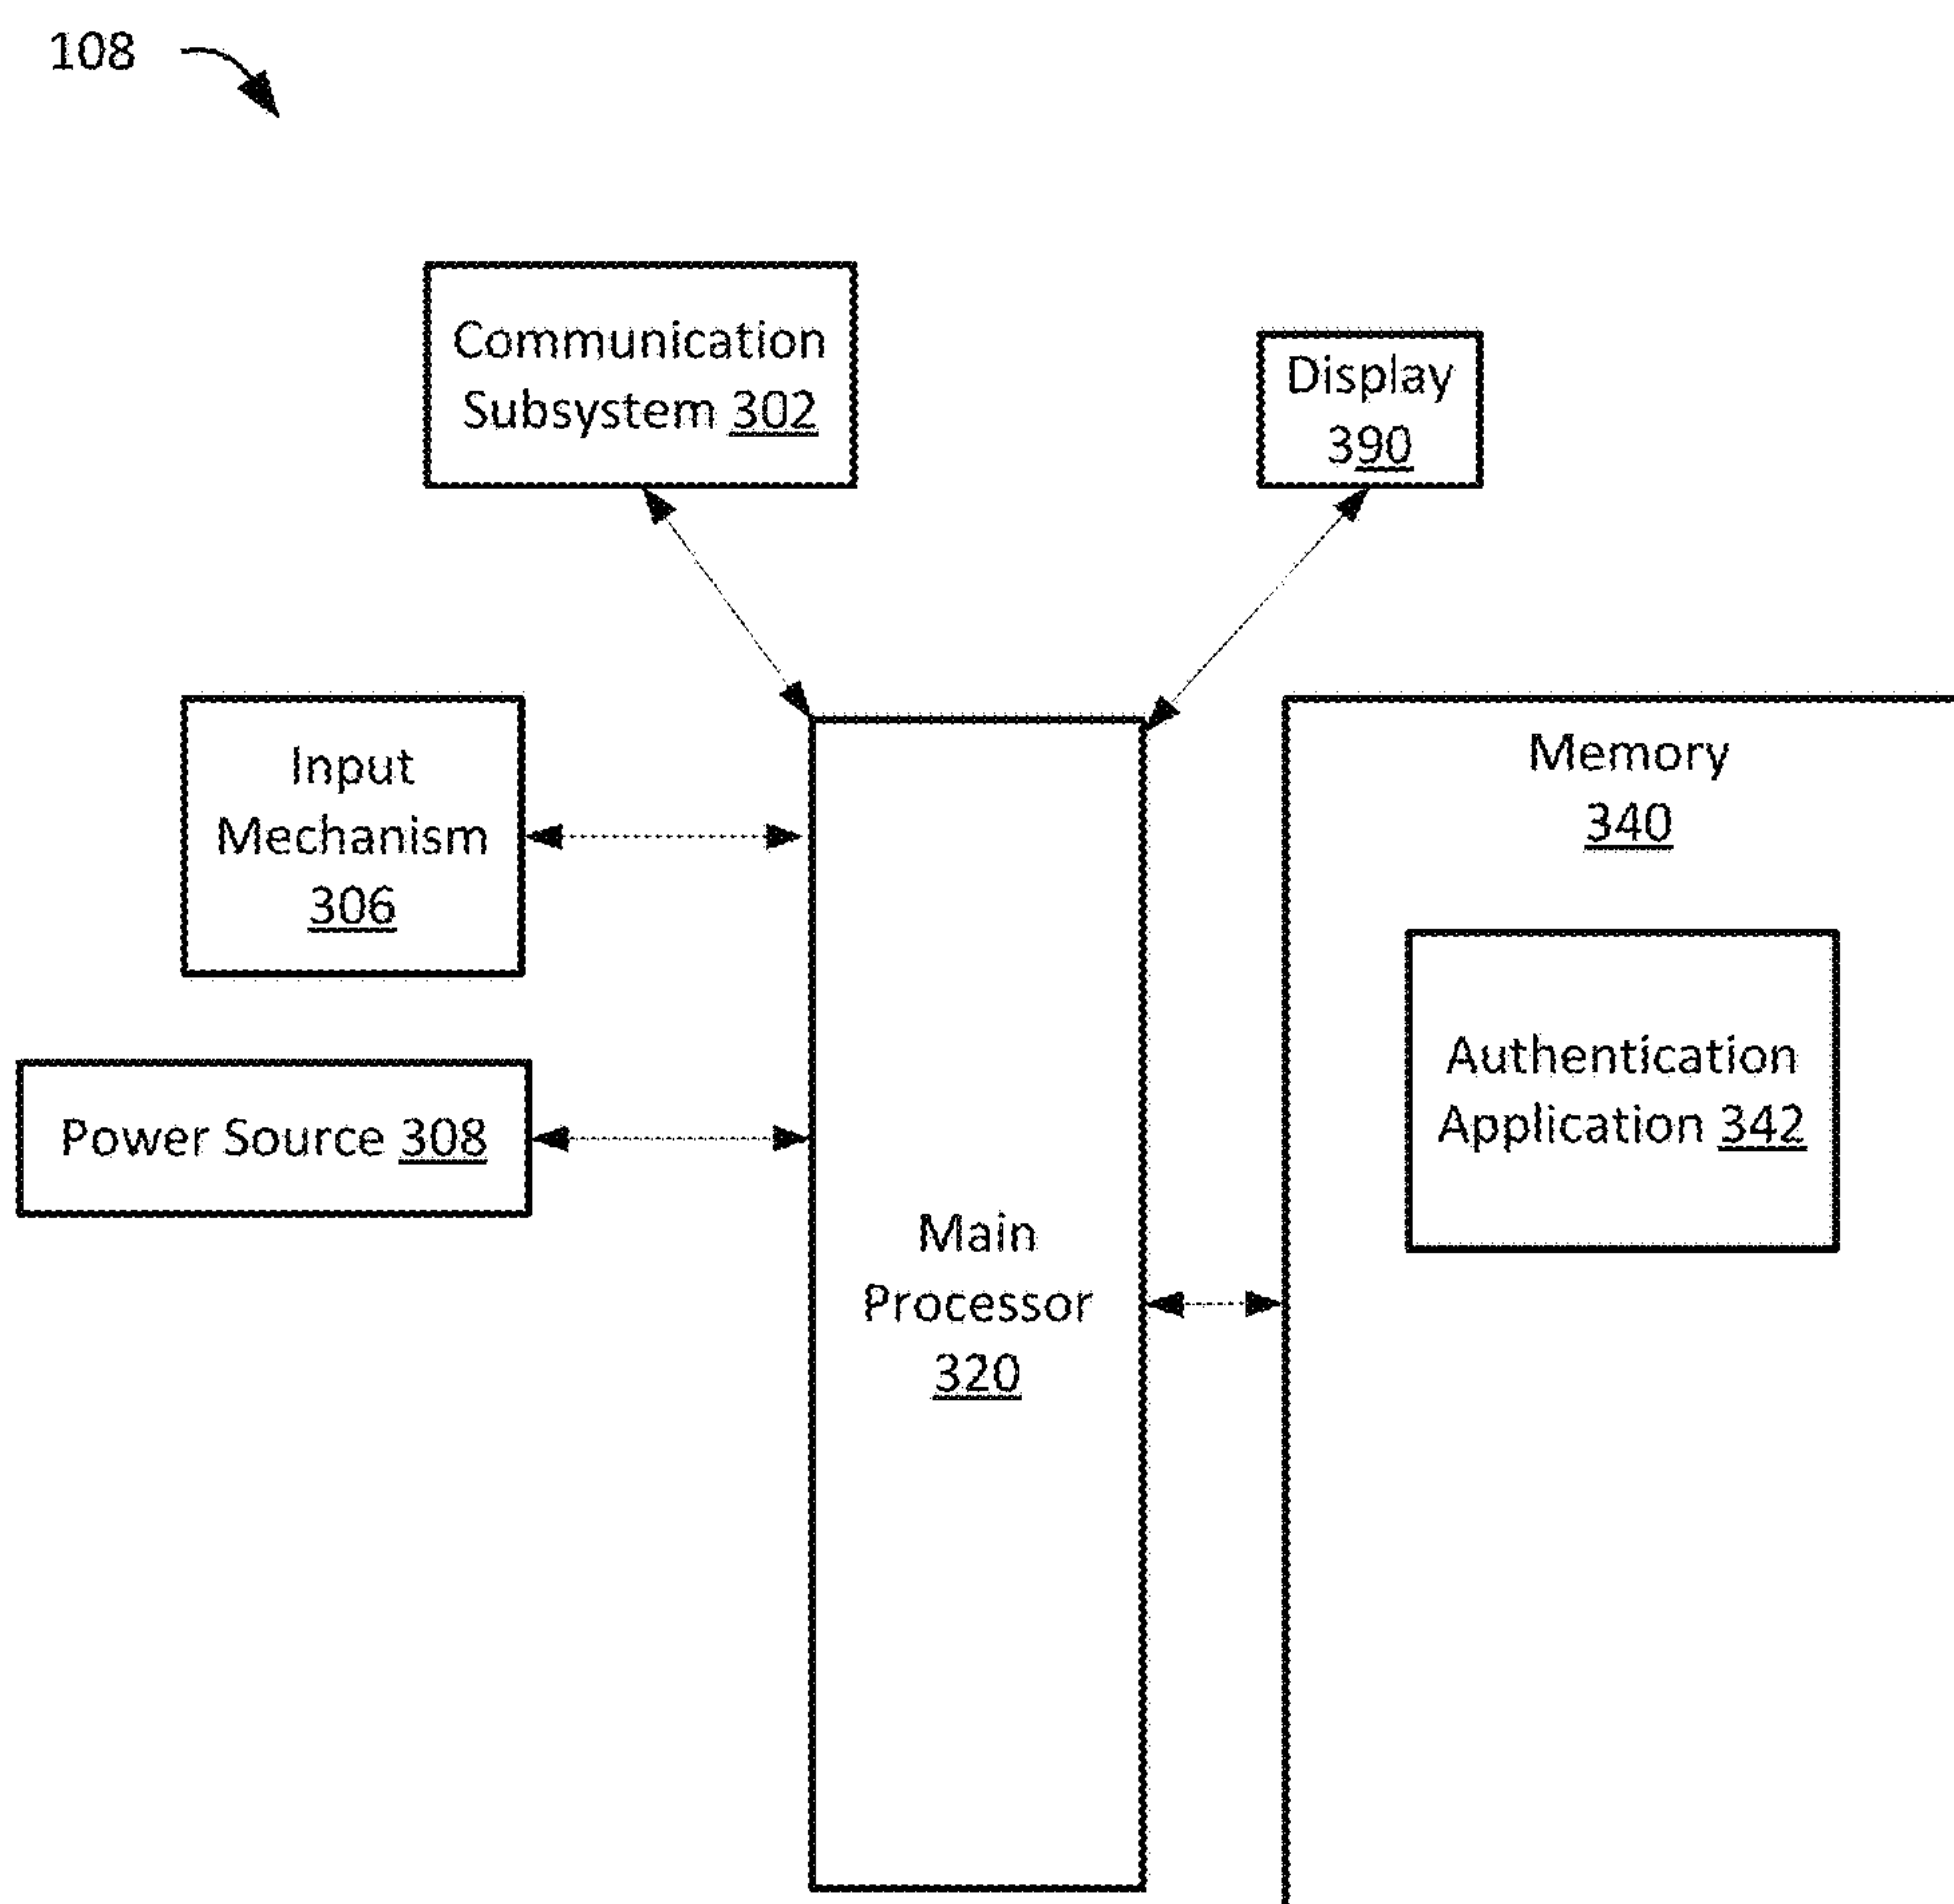 108
Communication
Subsystem 302
Display
390
Input
Mechanism
306
Memory
340
Authentication
Application 342
Power Source 308
Main
Processor
320